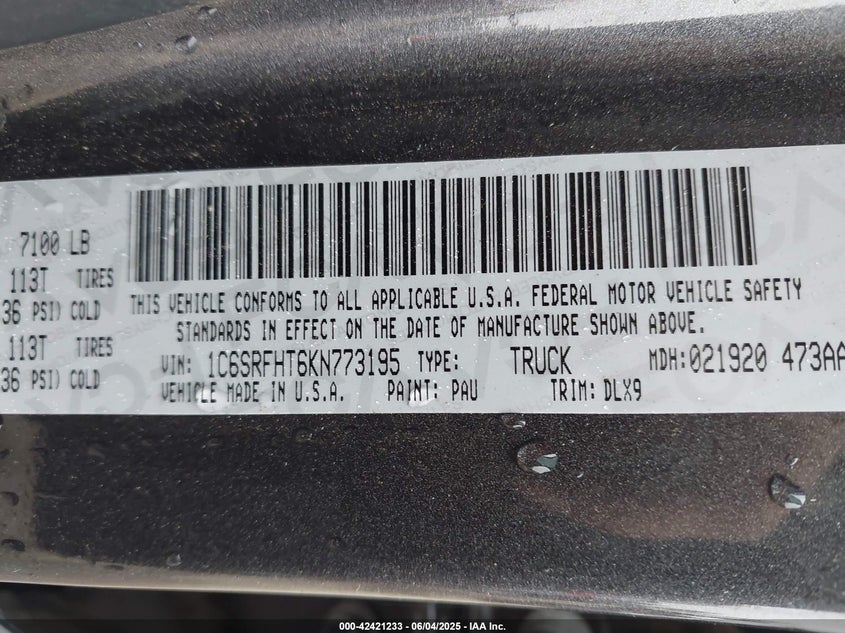 7100 LB
113T TIRES
36 PSI) COLD
113T TIRES
36 PSI) COLD
THIS VEHICLE CONFORMS TO ALL APPLICABLE U.S.A. FEDERAL MOTOR VEHICLE SAFETY
STANDARDS IN EFFECT ON THE DATE OF MANUFACTURE SHOWN ABOVE.
VIN: 1C6SRFHT6KN773195 TYPE: TRUCK MDH:021920 473AA
VEHICLE MADE IN U.S.A. PAINT: PAU TRIM: DLX9
000-42421233 - 06/04/2025 - IAA Inc.